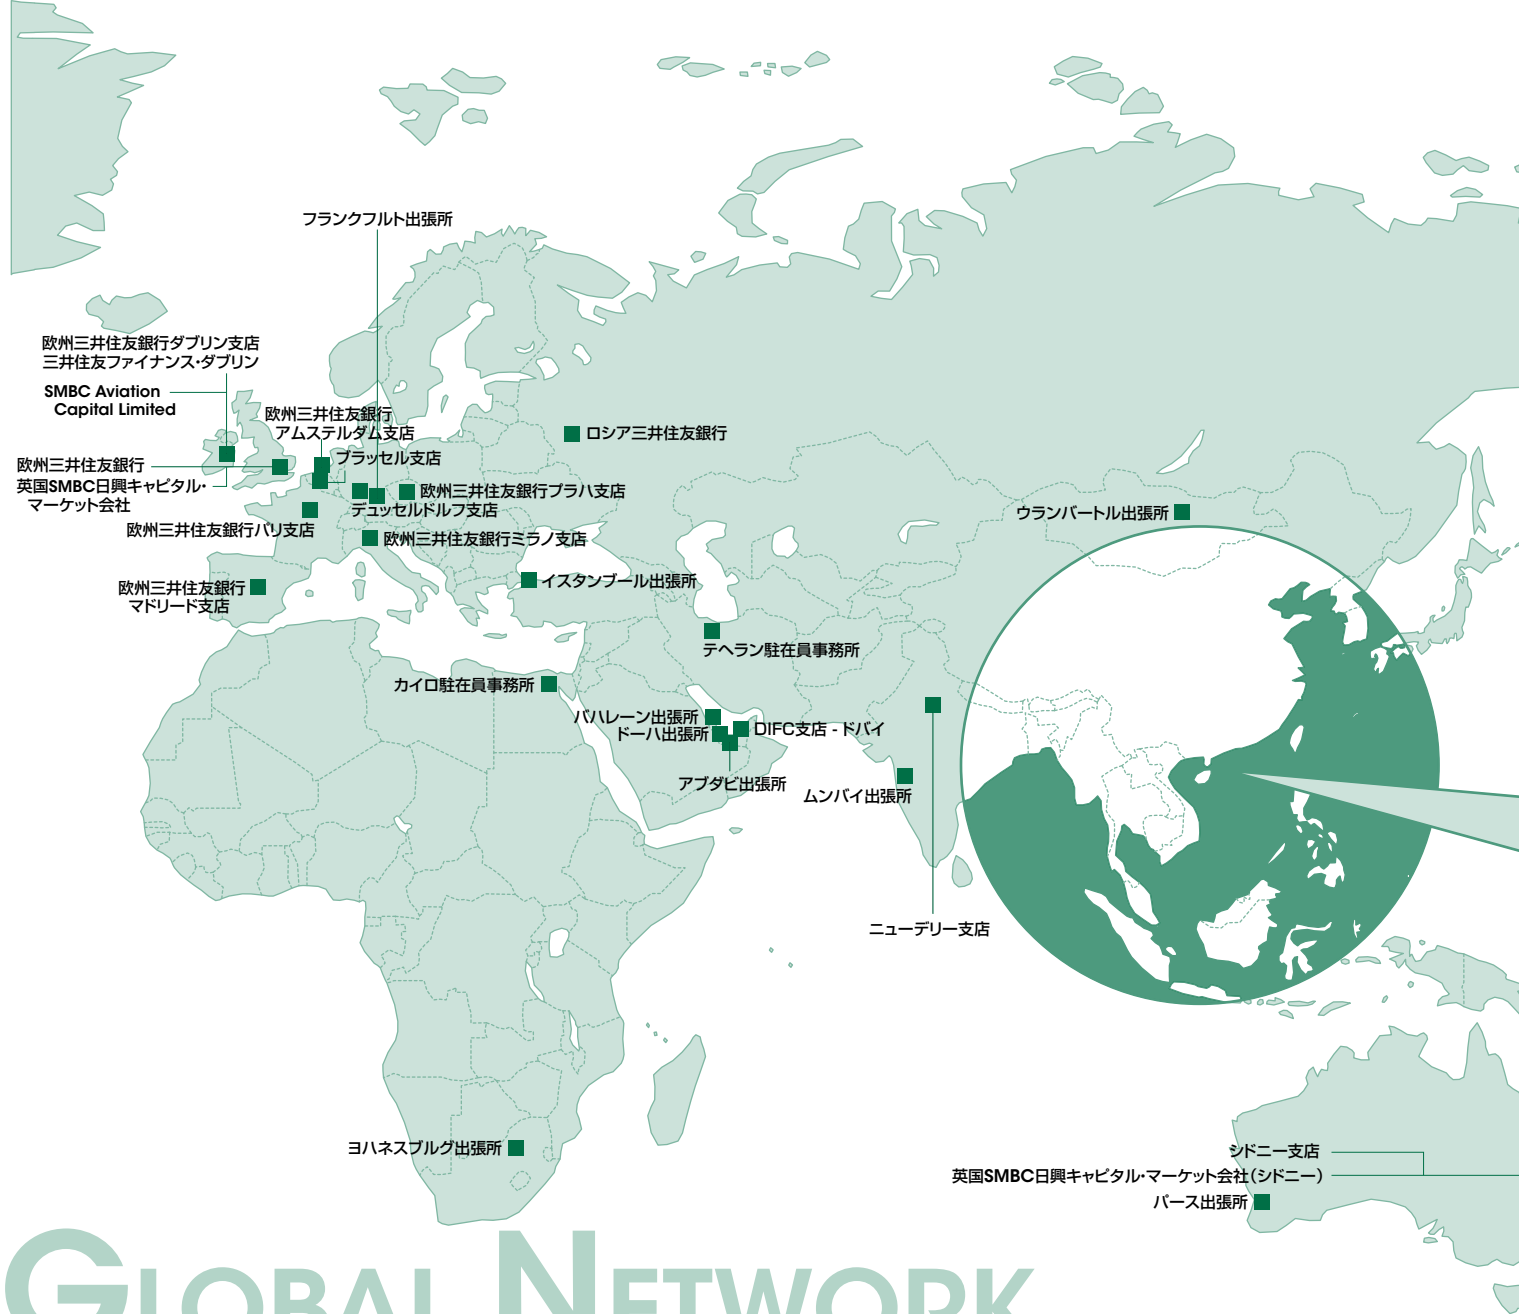 フランクフルト出張所
欧州三井住友銀行ダブリン支店
三井住友ファイナンス・ダブリン
SMBC Aviation
Capital Limited
欧州三井住友銀行
アムステルダム支店
ロシア三井住友銀行
ブラッセル支店
欧州三井住友銀行
英国SMBC日興キャピタル・
マーケット会社
欧州三井住友銀行プラハ支店
デュッセルドルフ支店
欧州三井住友銀行パリ支店
欧州三井住友銀行ミラノ支店
ウランバートル出張所
イスタンブール出張所
欧州三井住友銀行
マドリード支店
テヘラン駐在員事務所
カイロ駐在員事務所
バハレーン出張所
ドーハ出張所
DIFC支店 - ドバイ
アブダビ出張所
ムンバイ出張所
ニューデリー支店
ヨハネスブルグ出張所
シドニー支店
英国SMBC日興キャピタル・マーケット会社(シドニー)
パース出張所
GLOBAL NETWORK